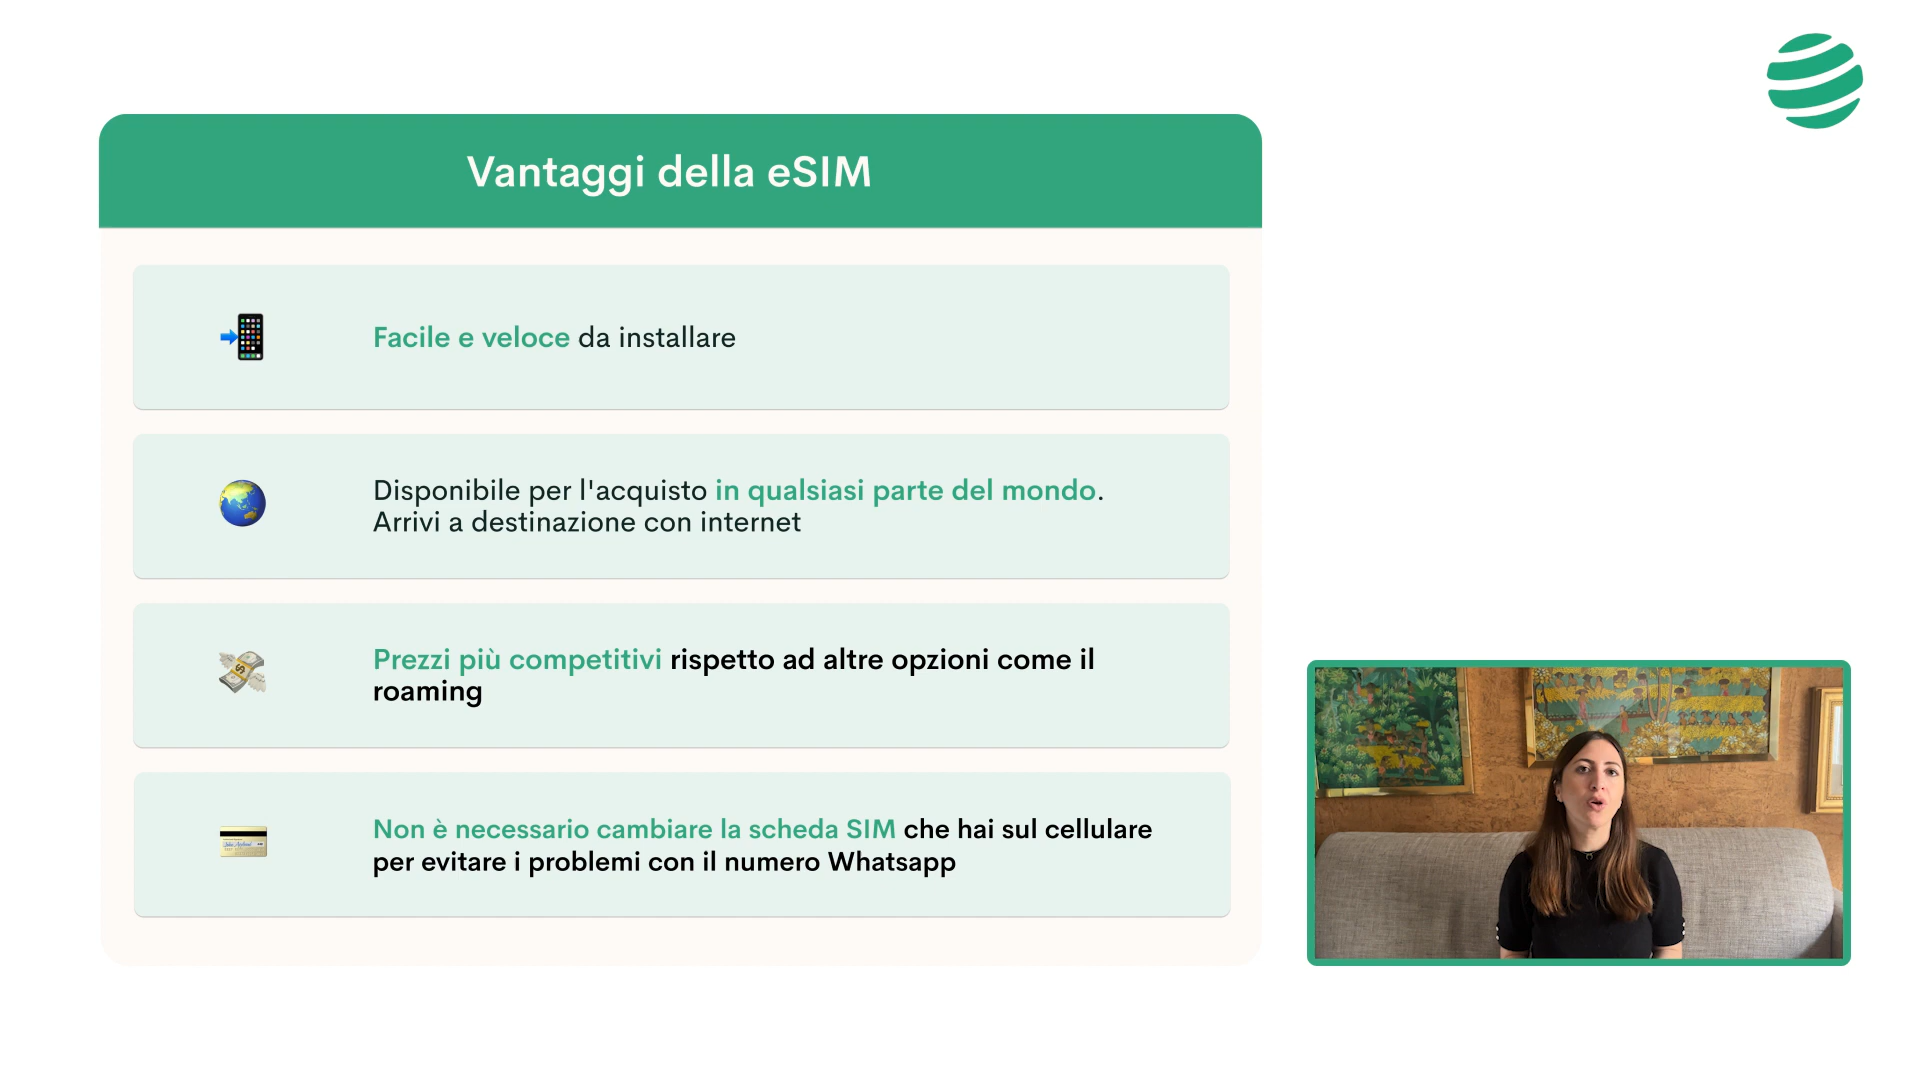 Vantaggi della eSIM
Facile e veloce da installare
Disponibile per l'acquisto in qualsiasi parte del mondo.
Arrivi a destinazione con internet
Prezzi più competitivi rispetto ad altre opzioni come il
roaming
Non è necessario cambiare la scheda SIM che hai sul cellulare
per evitare i problemi con il numero Whatsapp